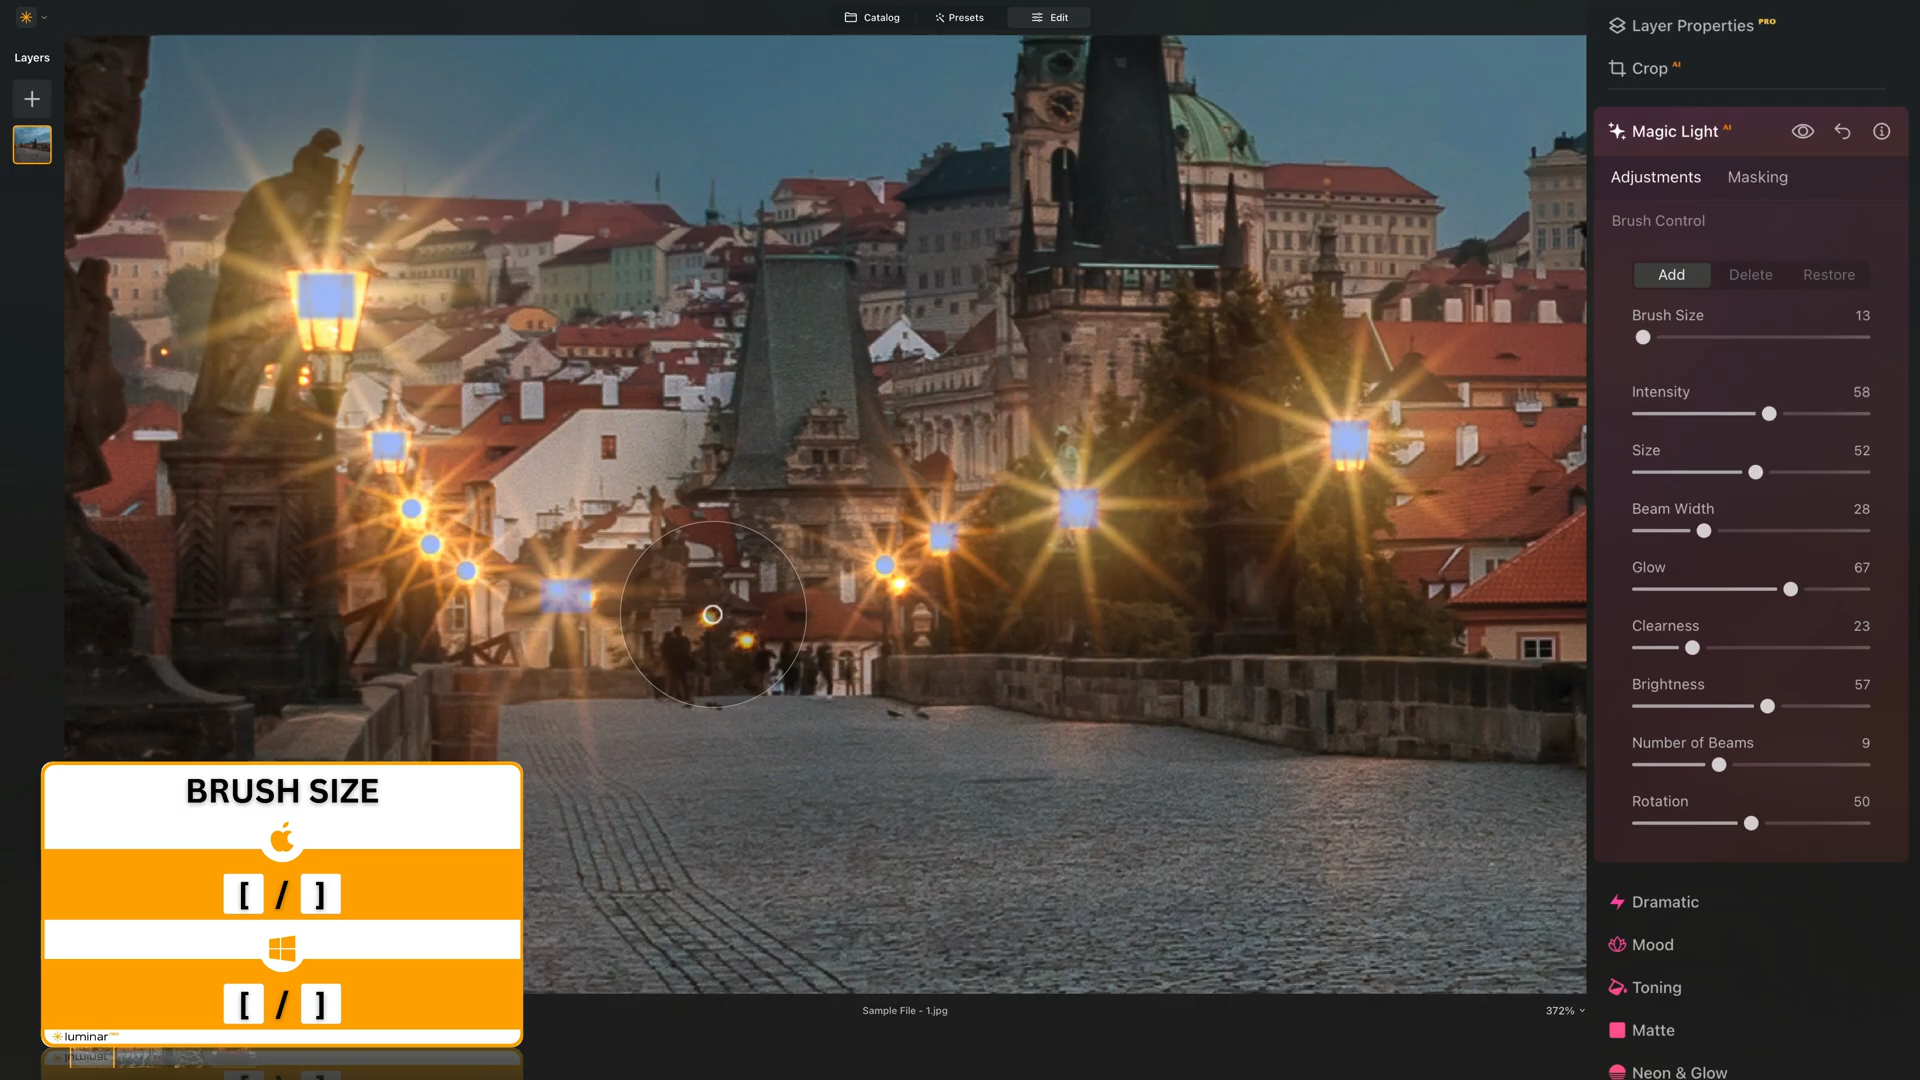 Catalog
Presets
Edit
Layers
Layer Properties PRO
Crop AI
Magic Light AI
Adjustments
Masking
Brush Control
Add
Delete
Restore
Brush Size 13
Intensity 58
Size 52
Beam Width 28
Glow 67
Clearness 23
Brightness 57
Number of Beams 9
Rotation 50
Dramatic
Mood
Toning
Matte
Neon & Glow
BRUSH SIZE
[ / ]
[ / ]
luminar neo
Sample File - 1.jpg
372%